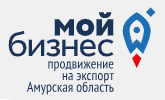 мой
бизнес
продвижение
на экспорт
Амурская область